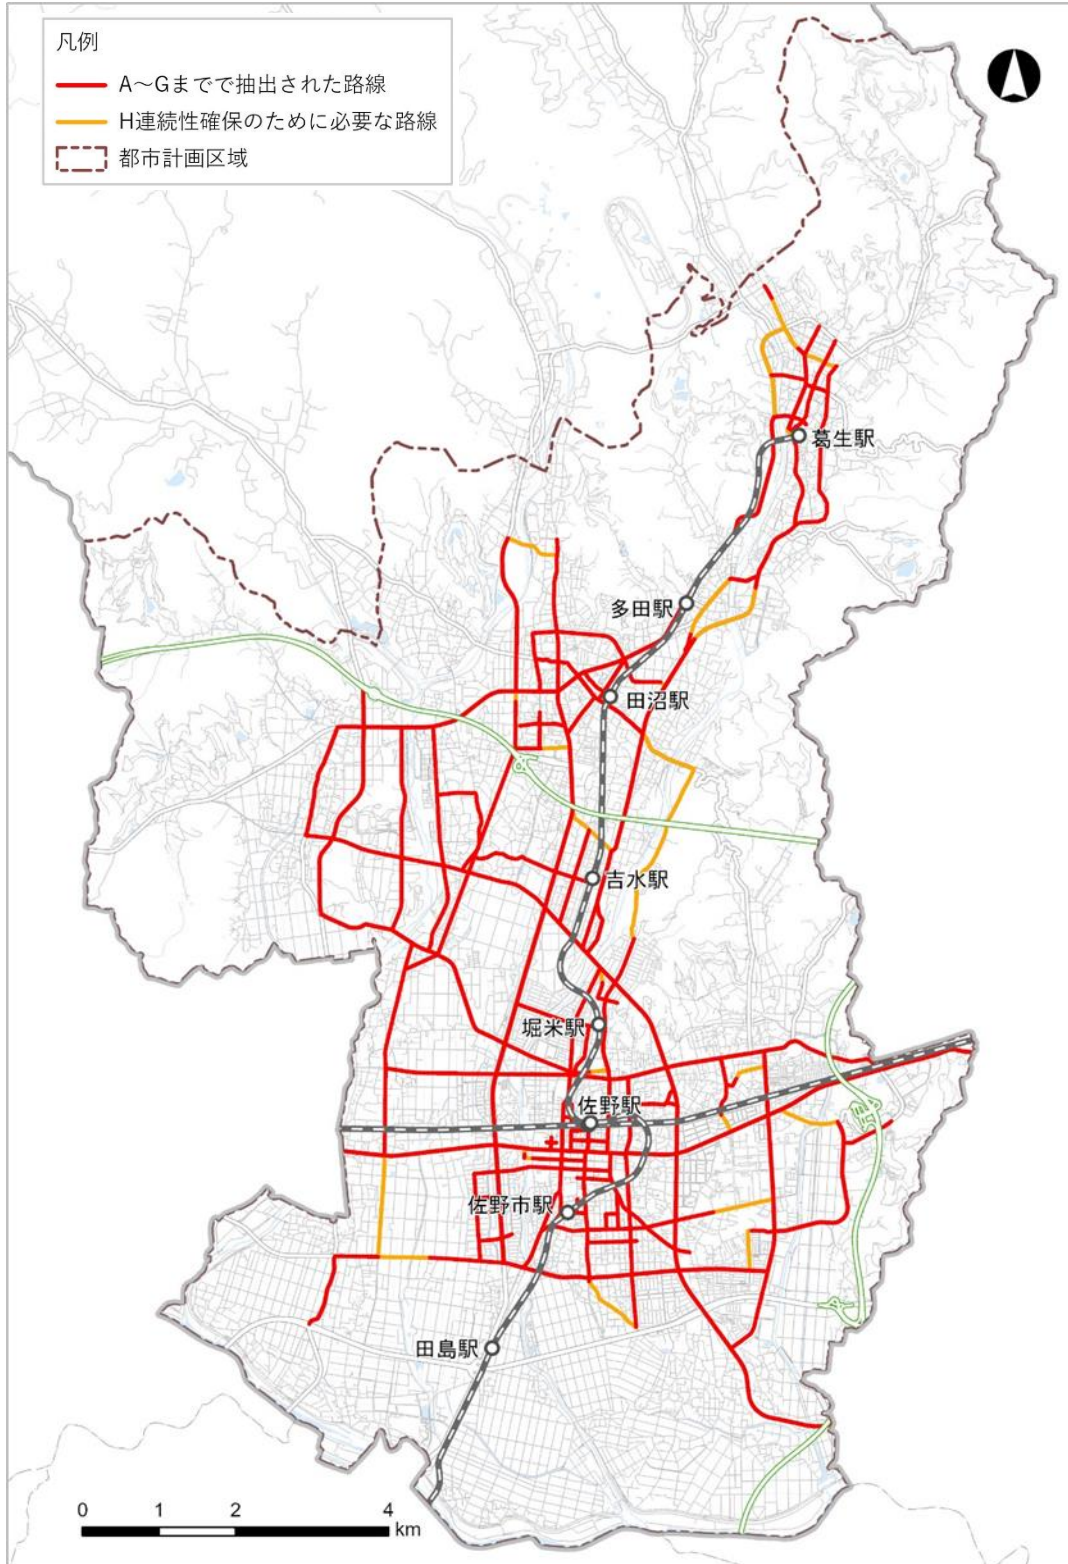 凡例
A～Gまでで抽出された路線
H連続性確保のために必要な路線
都市計画区域
葛生駅
多田駅
田沼駅
吉水駅
堀米駅
佐野駅
佐野市駅
田島駅
0 1 2 4
km